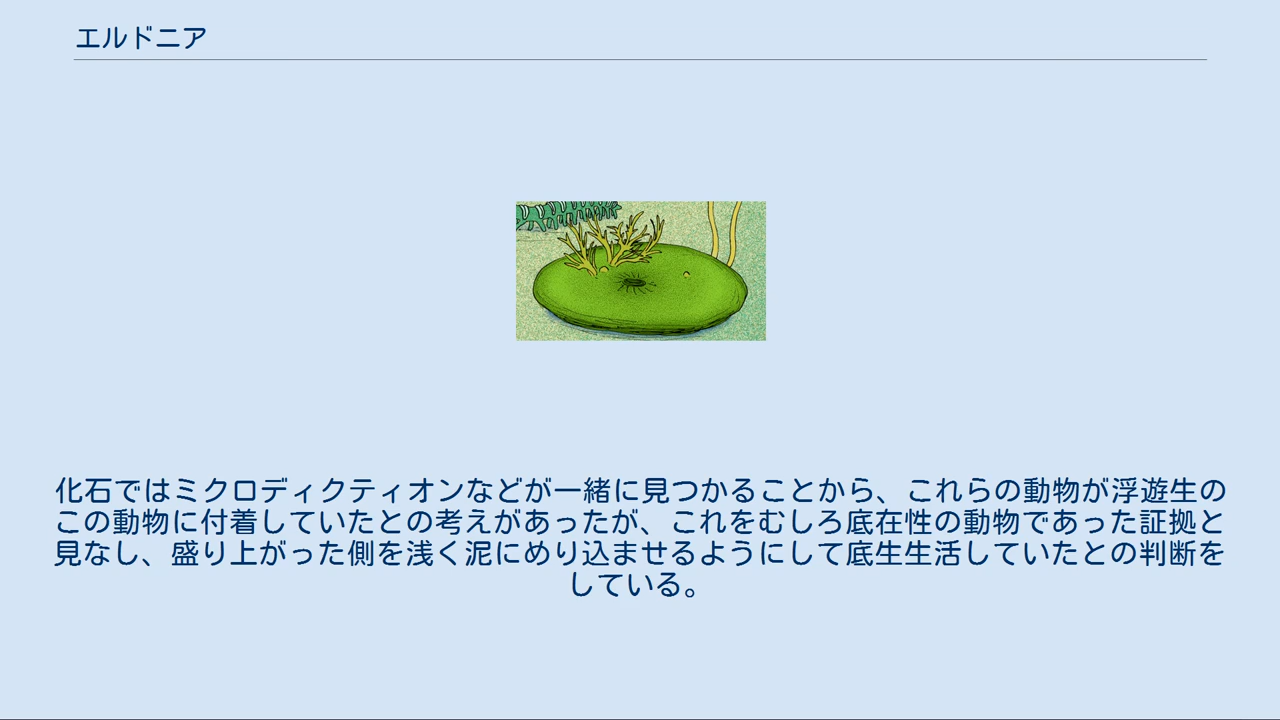 エルドニア
化石ではミクロディクティオンなどが一緒に見つかることから、これらの動物が浮遊生の
この動物に付着していたとの考えがあったが、これをむしろ底在性の動物であった証拠と
見なし、盛り上がった側を浅く泥にめり込ませるようにして底生生活していたとの判断を
している。